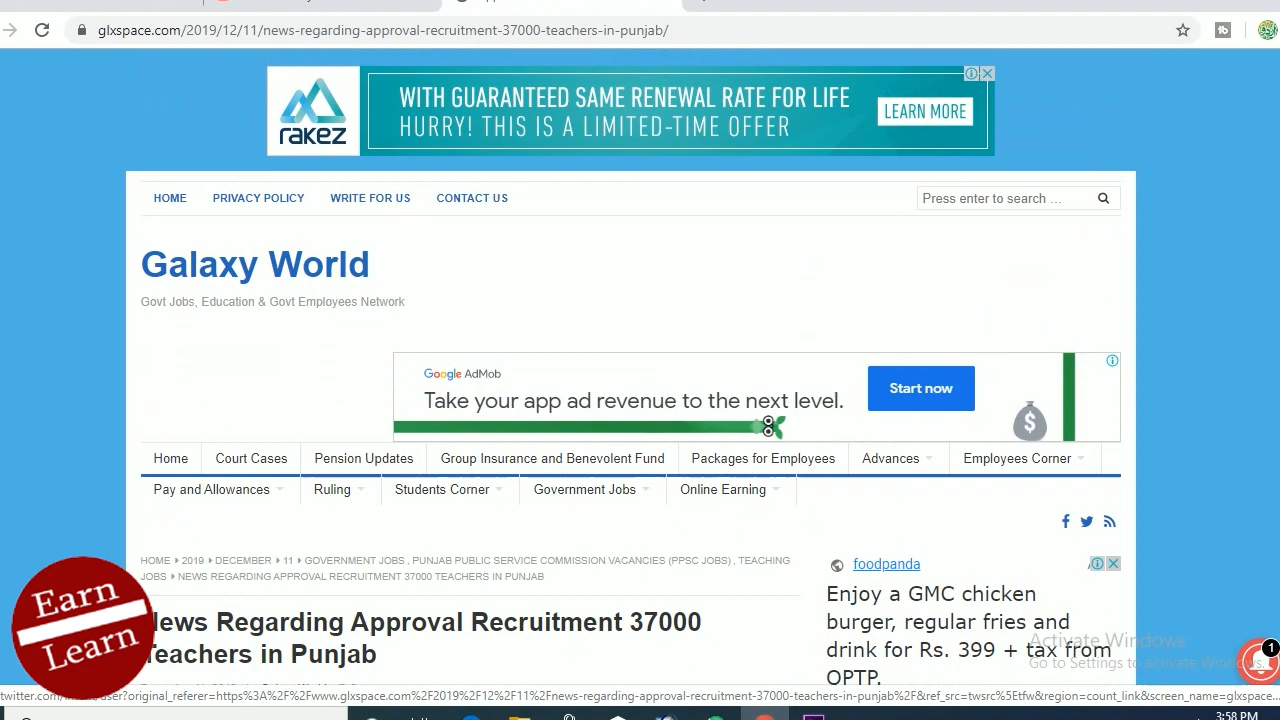 glxspace.com/2019/12/11/news-regarding-approval-recruitment-37000-teachers-in-punjab/
WITH GUARANTEED SAME RENEWAL RATE FOR LIFE
HURRY! THIS IS A LIMITED-TIME OFFER
LEARN MORE
rakez
HOME PRIVACY POLICY WRITE FOR US CONTACT US
Press enter to search …
Galaxy World
Govt Jobs, Education & Govt Employees Network
Google AdMob
Take your app ad revenue to the next level.
Start now
Home Court Cases Pension Updates Group Insurance and Benevolent Fund Packages for Employees Advances Employees Corner
Pay and Allowances Ruling Students Corner Government Jobs Online Earning
HOME 2019 DECEMBER 11 GOVERNMENT JOBS , PUNJAB PUBLIC SERVICE COMMISSION VACANCIES (PPSC JOBS) , TEACHING
JOBS NEWS REGARDING APPROVAL RECRUITMENT 37000 TEACHERS IN PUNJAB
News Regarding Approval Recruitment 37000
Teachers in Punjab
Earn
Learn
foodpanda
Enjoy a GMC chicken
burger, regular fries and
drink for Rs. 399 + tax from
OPTP.
Activate Windows
Go to Settings to activate Windows.
1
3:58 PM